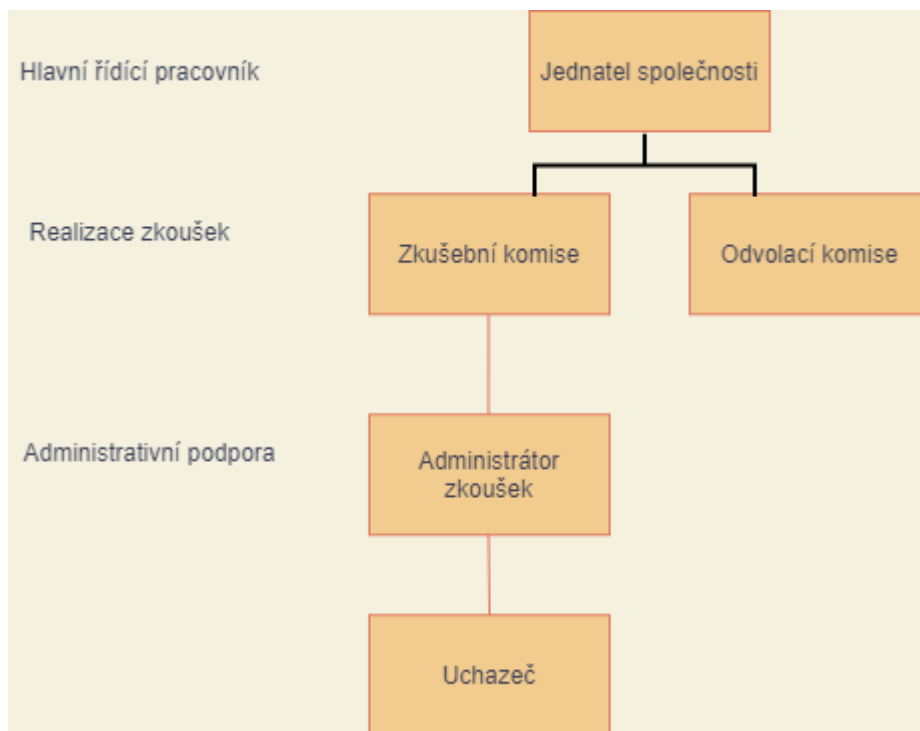 Hlavní řídící pracovník
Jednatel společnosti
Realizace zkoušek
Zkušební komise
Odvolací komise
Administrativní podpora
Administrátor
zkoušek
Uchazeč